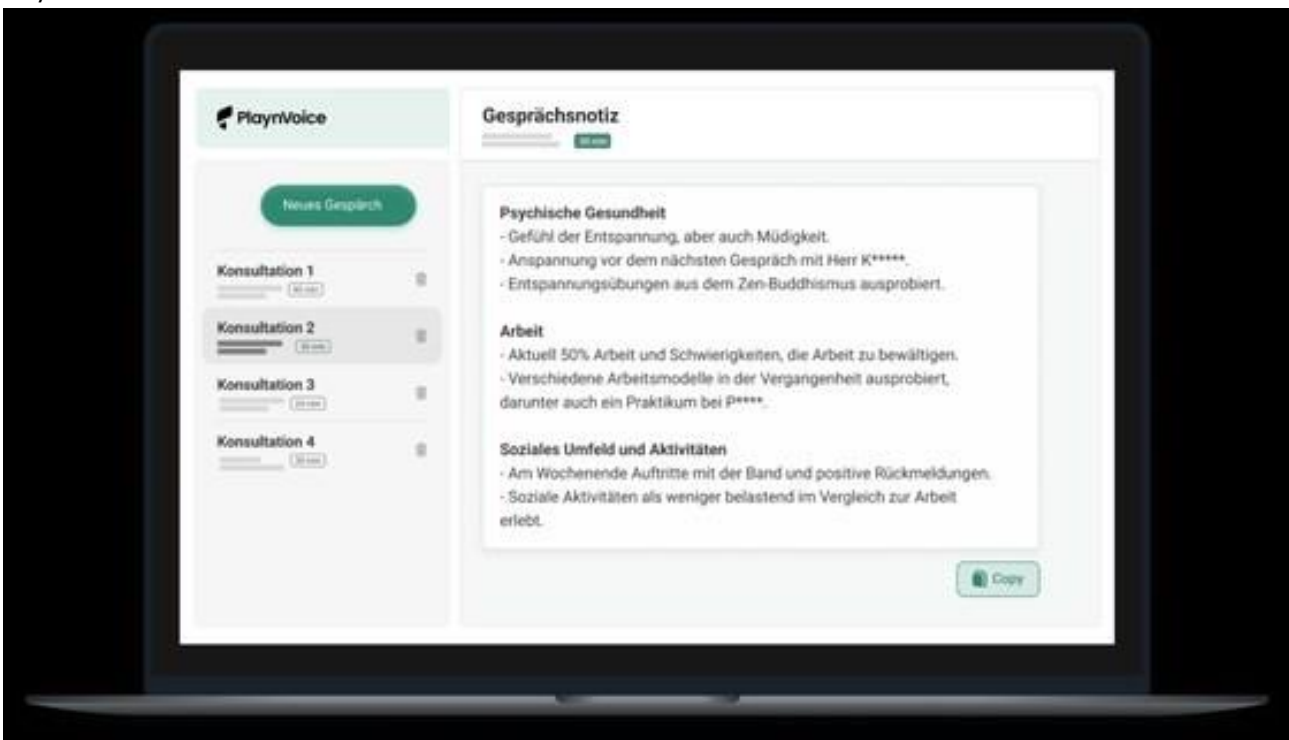 PlaynVoice
Neues Gespärch
Konsultation 1
Konsultation 2
Konsultation 3
Konsultation 4
Gesprächsnotiz
Psychische Gesundheit
- Gefühl der Entspannung, aber auch Müdigkeit.
- Anspannung vor dem nächsten Gespräch mit Herr K*****.
- Entspannungsübungen aus dem Zen-Buddhismus ausprobiert.
Arbeit
- Aktuell 50% Arbeit und Schwierigkeiten, die Arbeit zu bewältigen.
- Verschiedene Arbeitsmodelle in der Vergangenheit ausprobiert,
darunter auch ein Praktikum bei P****.
Soziales Umfeld und Aktivitäten
- Am Wochenende Auftritte mit der Band und positive Rückmeldungen.
- Soziale Aktivitäten als weniger belastend im Vergleich zur Arbeit
erlebt.
Copy